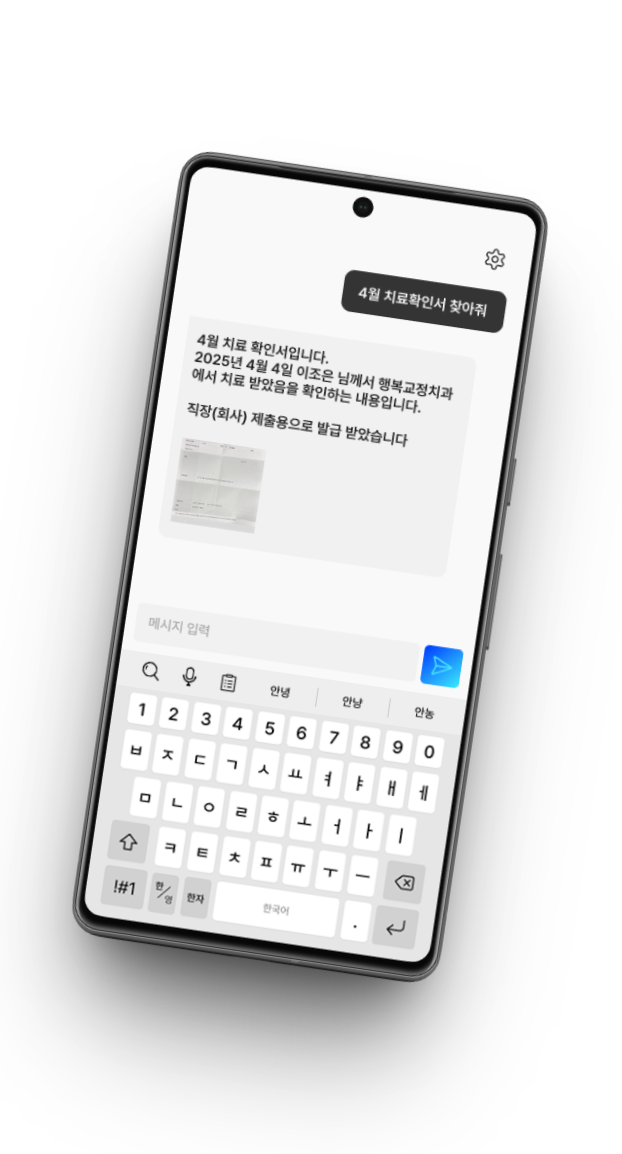 4월 치료확인서 찾아줘
4월 치료 확인서입니다.
2025년 4월 4일 이조은 님께서 행복교정치과
에서 치료 받았음을 확인하는 내용입니다.
직장(회사) 제출용으로 발급 받았습니다
메시지 입력
안녕 안냥 안농
1 2 3 4 5 6 7 8 9 0
ㅂ ㅈ ㄷ ㄱ ㅅ ㅛ ㅕ ㅑ ㅐ ㅔ
ㅁ ㄴ ㅇ ㄹ ㅎ ㅗ ㅓ ㅏ ㅣ
ㅋ ㅌ ㅊ ㅍ ㅠ ㅜ ㅡ
!#1 한/영 한자 한국어 .